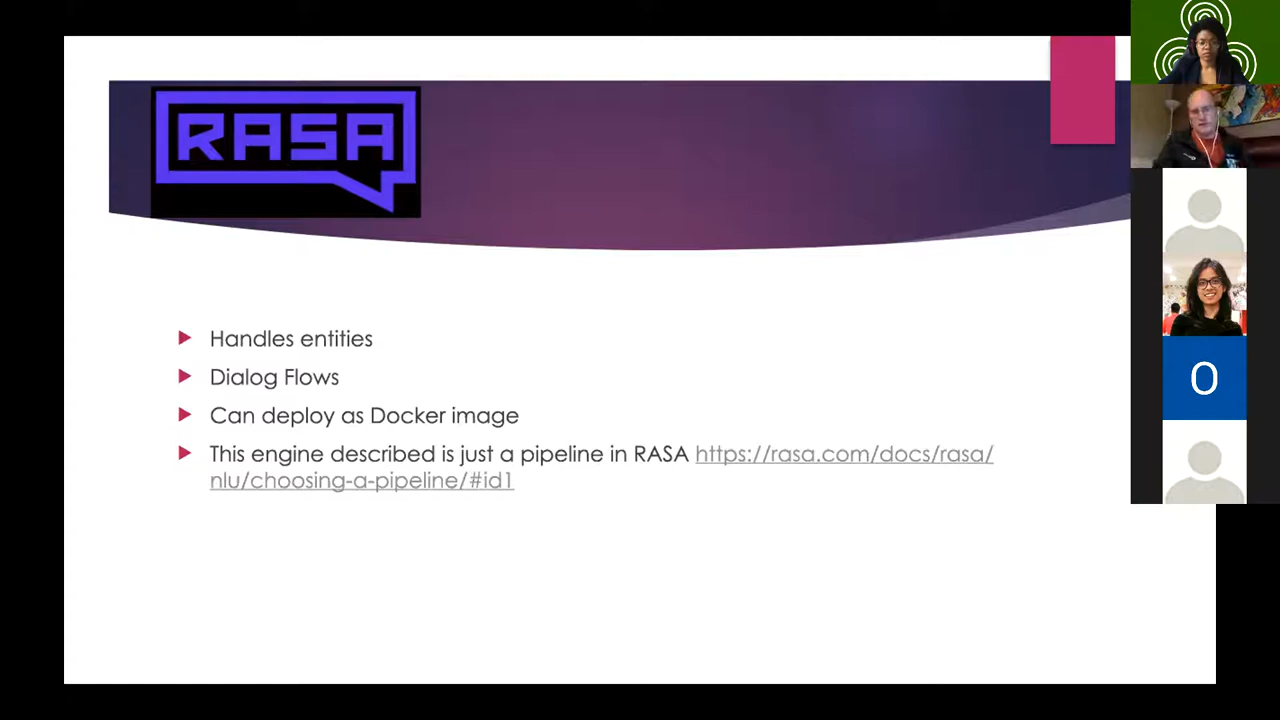 RASA
Handles entities
Dialog Flows
Can deploy as Docker image
This engine described is just a pipeline in RASA https://rasa.com/docs/rasa/
nlu/choosing-a-pipeline/#id1
O